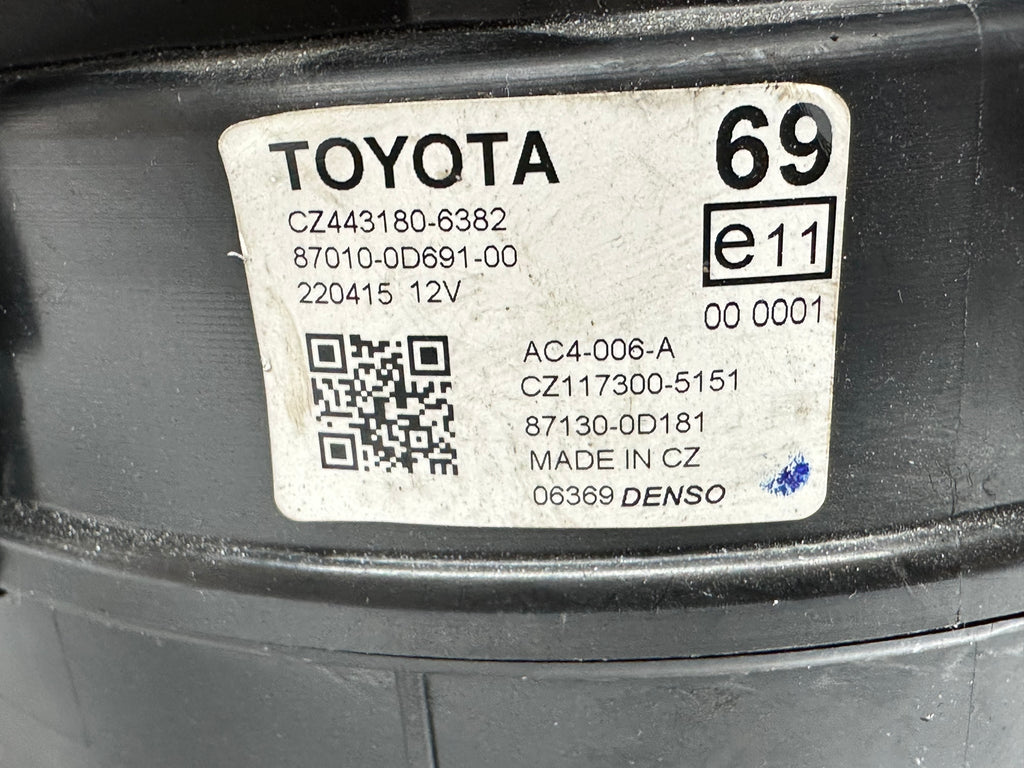 TOYOTA
69
CZ443180-6382
87010-0D691-00
220415 12V
e11
00 0001
AC4-006-A
CZ117300-5151
87130-0D181
MADE IN CZ
06369 DENSO